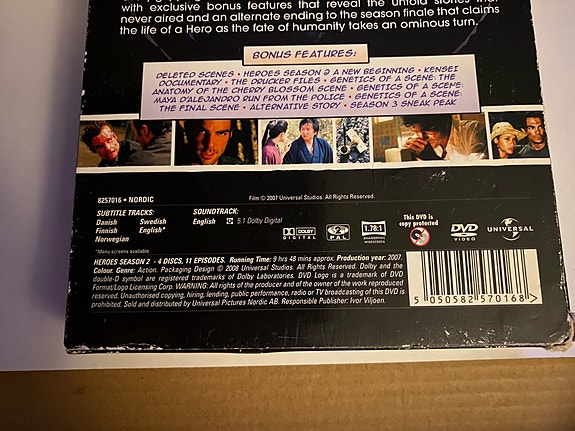 with exclusive bonus features that reveal the untold stories that
never aired and an alternate ending to the season finale that claims
the life of a Hero as the fate of humanity takes an ominous turn.
BONUS FEATURES:
DELETED SCENES • HEROES SEASON 2 A NEW BEGINNING • KENSEI
DOCUMENTARY • THE DRUCKER FILES • GENETICS OF A SCENE: THE
ANATOMY OF THE CHERRY BLOSSOM SCENE • GENETICS OF A SCENE:
MAYA D'ALEJANDRO RUN FROM THE POLICE • GENETICS OF A SCENE:
THE FINAL SCENE • ALTERNATIVE STORY • SEASON 3 SNEAK PEAK
8257016 • NORDIC
Film © 2007 Universal Studios. All Rights Reserved.
SUBTITLE TRACKS:
Danish Swedish
Finnish English*
Norwegian
*Menu screens available
SOUNDTRACK:
English 5.1 Dolby Digital
DOLBY
DIGITAL
PAL
1.78:1
ANAMORPHIC
WIDESCREEN
This DVD is
copy protected
DVD
VIDEO
UNIVERSAL
HEROES SEASON 2 - 4 DISCS, 11 EPISODES. Running Time: 9 hrs 48 mins approx. Production year: 2007.
Colour. Genre: Action. Packaging Design © 2008 Universal Studios. All Rights Reserved. Dolby and the
double-D symbol are registered trademarks of Dolby Laboratories. DVD Logo is a trademark of DVD
Format/Logo Licensing Corp. WARNING: All rights of the producer and of the owner of the work reproduced
reserved. Unauthorised copying, hiring, lending, public performance, radio or TV broadcasting of this DVD is
prohibited. Sold and distributed by Universal Pictures Nordic AB. Responsible Publisher: Ivor Viljoen.
5 050582 570168 >